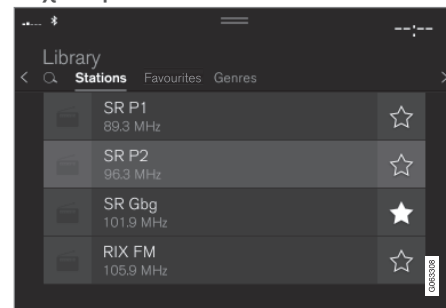 --:--
Library
Stations Favourites Genres
SR P1
89.3 MHz
SR P2
96.3 MHz
SR Gbg
101.9 MHz
RIX FM
105.9 MHz
G063308